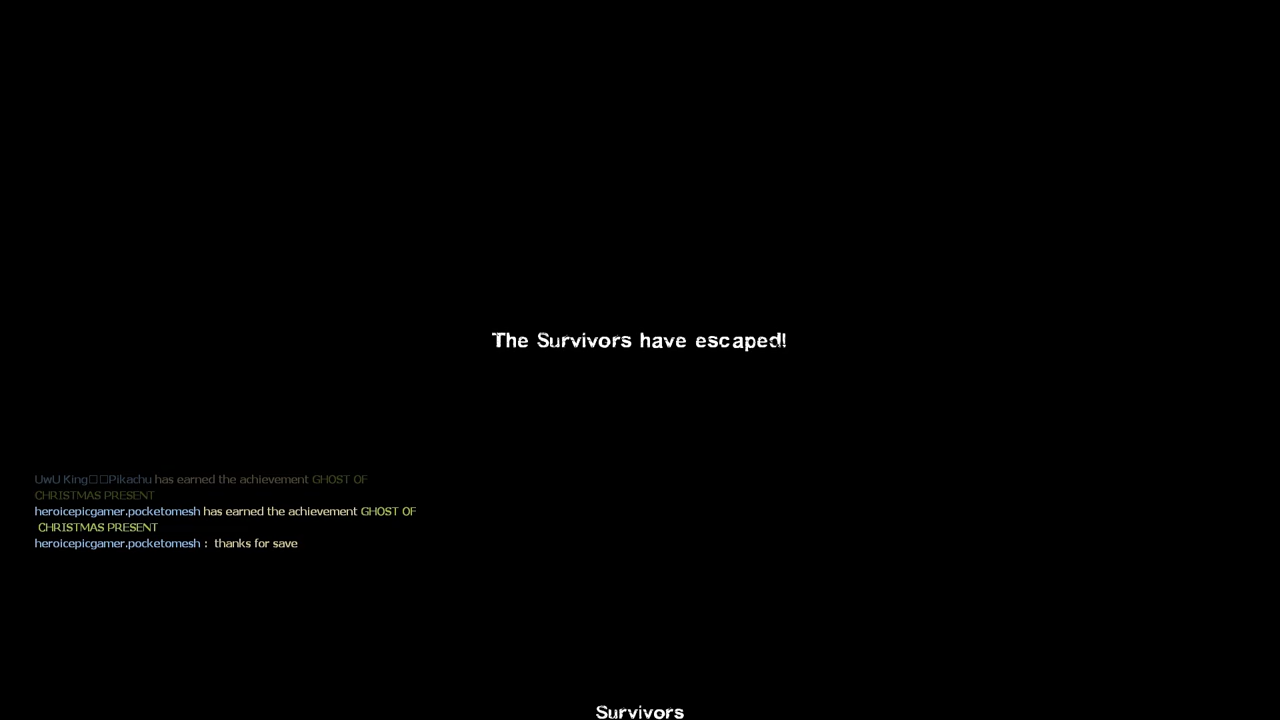 The Survivors have escaped!
UwU King□□Pikachu has earned the achievement GHOST OF
CHRISTMAS PRESENT
heroicepicgamer.pocketomesh has earned the achievement GHOST OF
CHRISTMAS PRESENT
heroicepicgamer.pocketomesh : thanks for save
Survivors